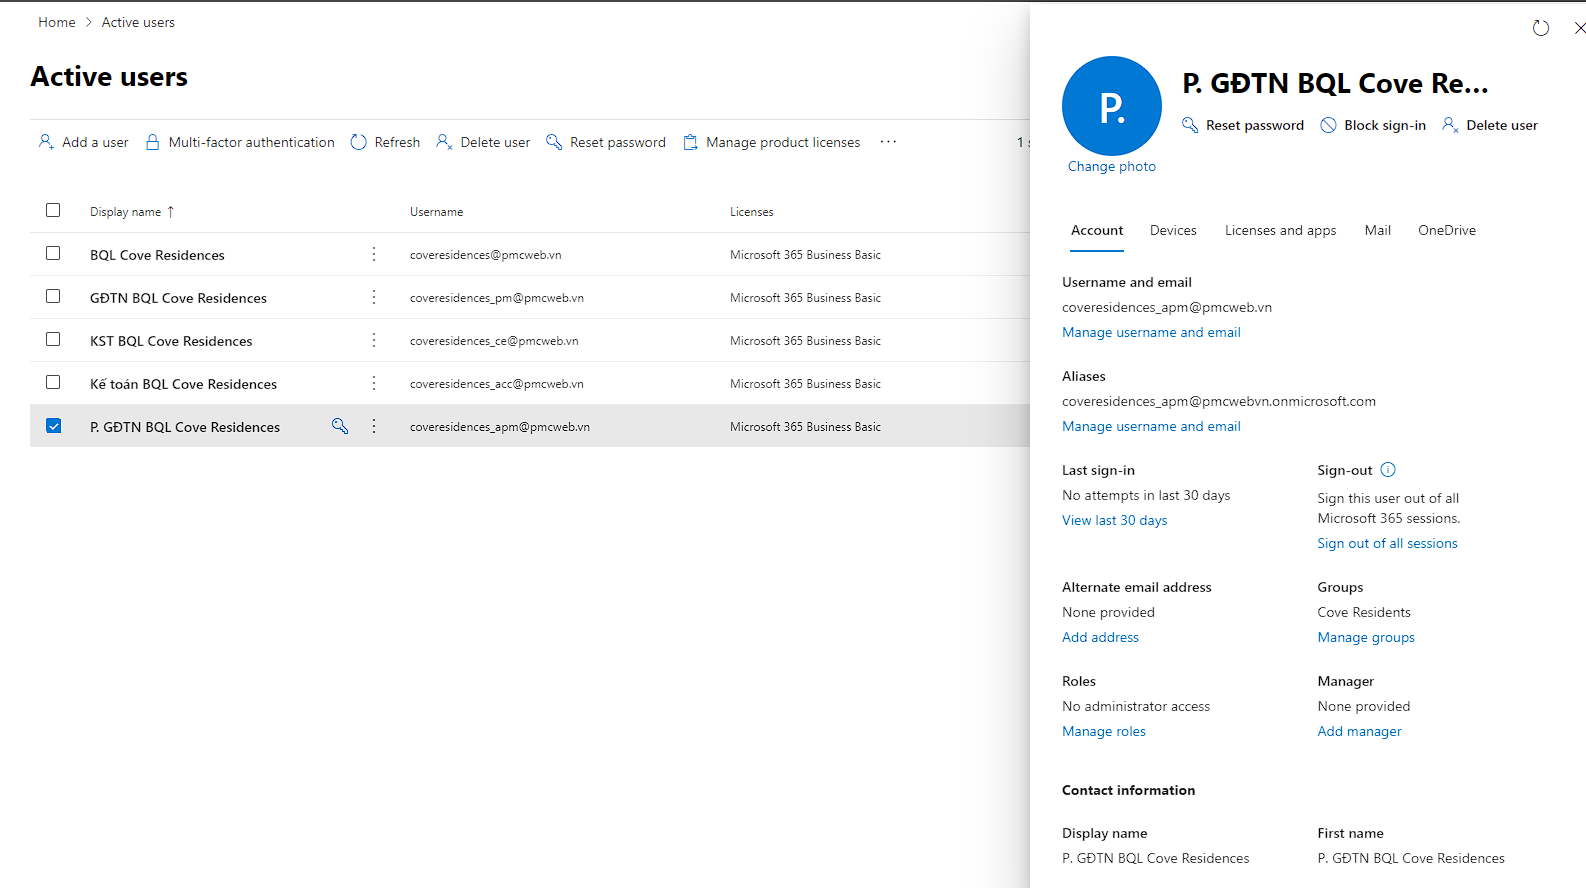 Home > Active users
Active users
Add a user Multi-factor authentication Refresh Delete user Reset password Manage product licenses ...
1
Display name ↑ Username Licenses
BQL Cove Residences coveresidences@pmcweb.vn Microsoft 365 Business Basic
GĐTN BQL Cove Residences coveresidences_pm@pmcweb.vn Microsoft 365 Business Basic
KST BQL Cove Residences coveresidences_ce@pmcweb.vn Microsoft 365 Business Basic
Kế toán BQL Cove Residences coveresidences_acc@pmcweb.vn Microsoft 365 Business Basic
P. GĐTN BQL Cove Residences coveresidences_apm@pmcweb.vn Microsoft 365 Business Basic
P.
Change photo
P. GĐTN BQL Cove Re...
Reset password Block sign-in Delete user
Account Devices Licenses and apps Mail OneDrive
Username and email
coveresidences_apm@pmcweb.vn
Manage username and email
Aliases
coveresidences_apm@pmcwebvn.onmicrosoft.com
Manage username and email
Last sign-in
No attempts in last 30 days
View last 30 days
Sign-out
Sign this user out of all
Microsoft 365 sessions.
Sign out of all sessions
Alternate email address
None provided
Add address
Groups
Cove Residents
Manage groups
Roles
No administrator access
Manage roles
Manager
None provided
Add manager
Contact information
Display name
P. GĐTN BQL Cove Residences
First name
P. GĐTN BQL Cove Residences